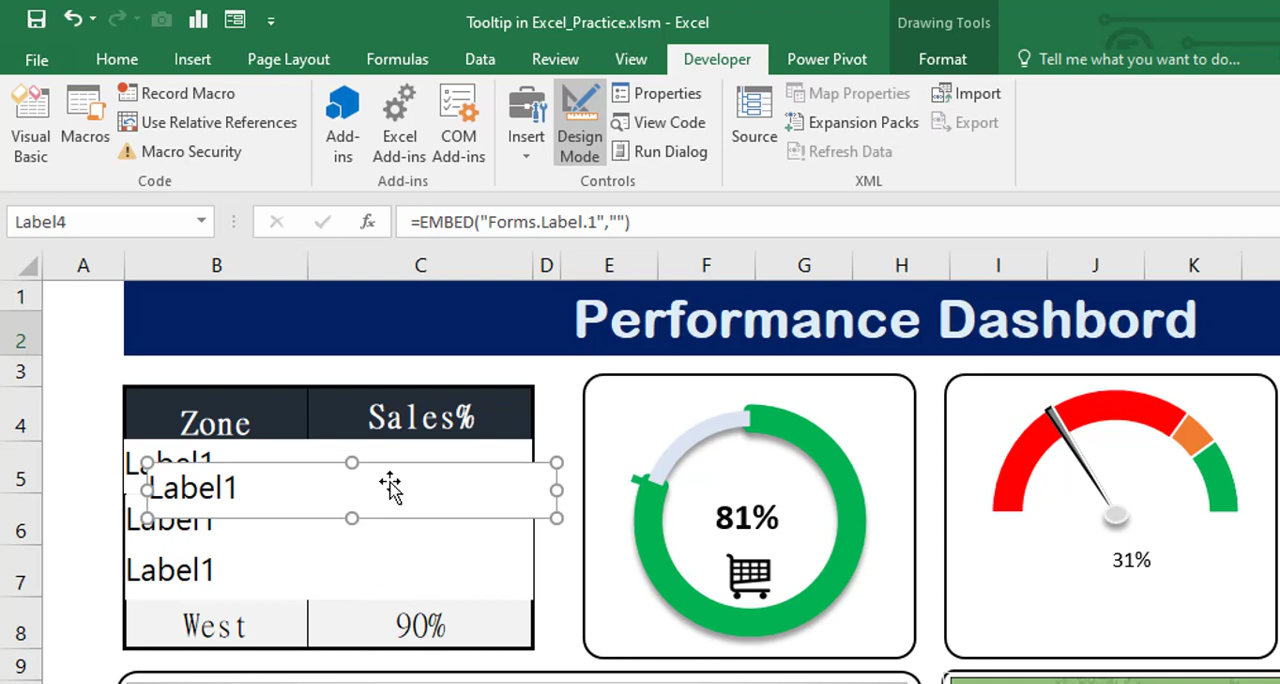 Tooltip in Excel_Practice.xlsm - Excel
Drawing Tools
File Home Insert Page Layout Formulas Data Review View Developer Power Pivot Format Tell me what you want to do...
Visual Basic
Macros
Record Macro
Use Relative References
Macro Security
Code
Add-ins
Excel Add-ins
COM Add-ins
Add-ins
Insert
Design Mode
Properties
View Code
Run Dialog
Controls
Source
Map Properties
Expansion Packs
Refresh Data
Import
Export
XML
Label4
fx
=EMBED("Forms.Label.1","")
A B C D E F G H I J K
1
Performance Dashbord
2
3
4
Zone Sales%
5
Label1
Label1
6
Label1
7
Label1
8
West 90%
9
81%
31%